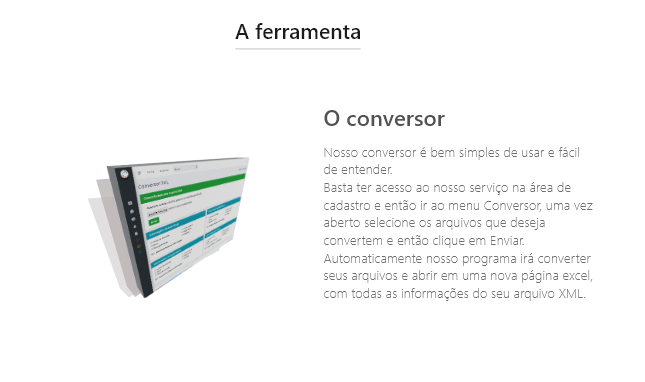 A ferramenta
O conversor
Nosso conversor é bem simples de usar e fácil
de entender.
Basta ter acesso ao nosso serviço na área de
cadastro e então ir ao menu Conversor, uma vez
aberto selecione os arquivos que deseja
convertem e então clique em Enviar.
Automaticamente nosso programa irá converter
seus arquivos e abrir em uma nova página excel,
com todas as informações do seu arquivo XML.
Conversor XML